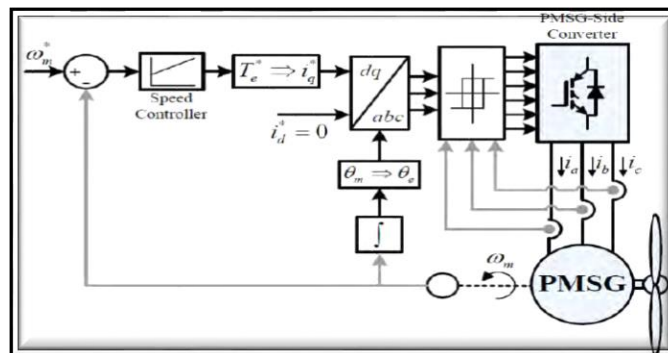 PMSG-Side
Converter
ω*m
+
-
Speed
Controller
T*e ⇒ i*q
dq
abc
i*d = 0
θm ⇒ θe
∫
ia
ib
ic
ωm
PMSG